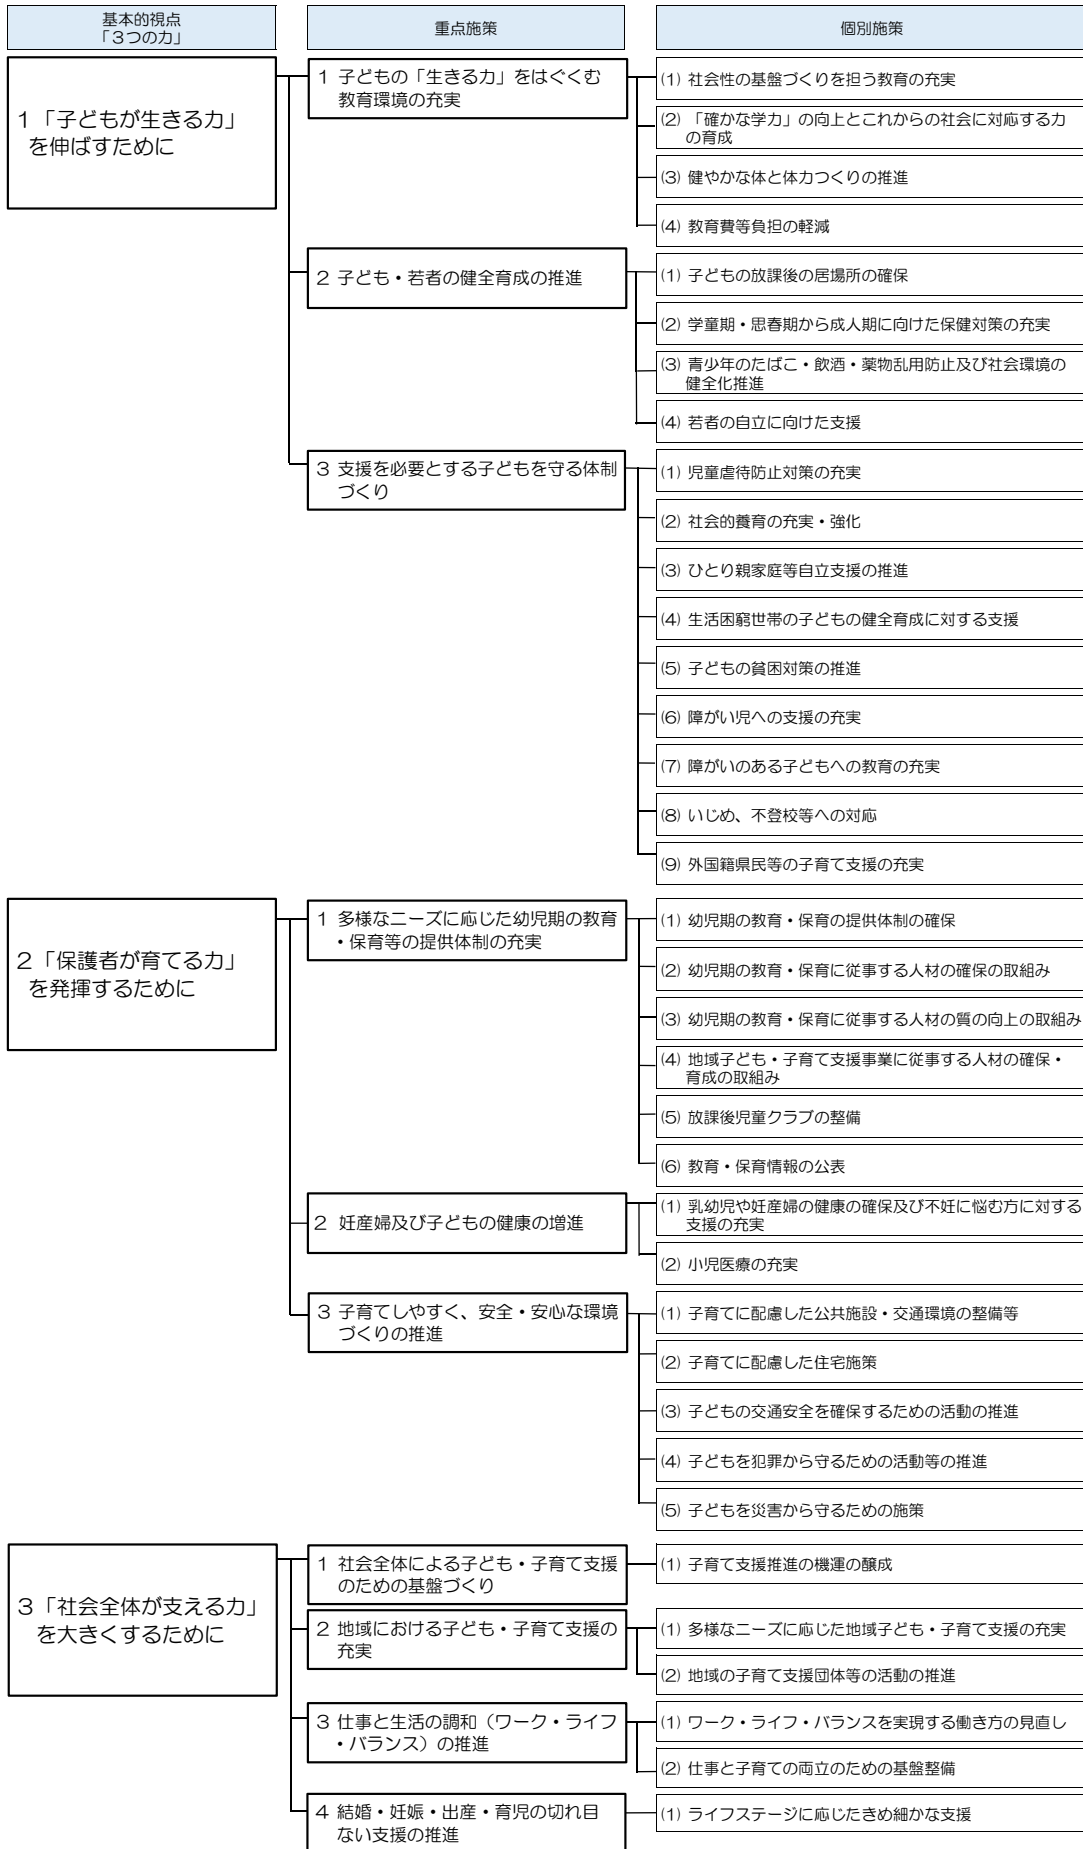 基本的視点
「3つの力」
重点施策
個別施策
1「子どもが生きる力」
を伸ばすために
1 子どもの「生きる力」をはぐくむ
教育環境の充実
(1) 社会性の基盤づくりを担う教育の充実
(2) 「確かな学力」の向上とこれからの社会に対応する力
の育成
(3) 健やかな体と体力つくりの推進
(4) 教育費等負担の軽減
2 子ども・若者の健全育成の推進
(1) 子どもの放課後の居場所の確保
(2) 学童期・思春期から成人期に向けた保健対策の充実
(3) 青少年のたばこ・飲酒・薬物乱用防止及び社会環境の
健全化推進
(4) 若者の自立に向けた支援
3 支援を必要とする子どもを守る体制
づくり
(1) 児童虐待防止対策の充実
(2) 社会的養育の充実・強化
(3) ひとり親家庭等自立支援の推進
(4) 生活困窮世帯の子どもの健全育成に対する支援
(5) 子どもの貧困対策の推進
(6) 障がい児への支援の充実
(7) 障がいのある子どもへの教育の充実
(8) いじめ、不登校等への対応
(9) 外国籍県民等の子育て支援の充実
2「保護者が育てる力」
を発揮するために
1 多様なニーズに応じた幼児期の教育
・保育等の提供体制の充実
(1) 幼児期の教育・保育の提供体制の確保
(2) 幼児期の教育・保育に従事する人材の確保の取組み
(3) 幼児期の教育・保育に従事する人材の質の向上の取組み
(4) 地域子ども・子育て支援事業に従事する人材の確保・
育成の取組み
(5) 放課後児童クラブの整備
(6) 教育・保育情報の公表
2 妊産婦及び子どもの健康の増進
(1) 乳幼児や妊産婦の健康の確保及び不妊に悩む方に対する
支援の充実
(2) 小児医療の充実
3 子育てしやすく、安全・安心な環境
づくりの推進
(1) 子育てに配慮した公共施設・交通環境の整備等
(2) 子育てに配慮した住宅施策
(3) 子どもの交通安全を確保するための活動の推進
(4) 子どもを犯罪から守るための活動等の推進
(5) 子どもを災害から守るための施策
3「社会全体が支える力」
を大きくするために
1 社会全体による子ども・子育て支援
のための基盤づくり
(1) 子育て支援推進の機運の醸成
2 地域における子ども・子育て支援の
充実
(1) 多様なニーズに応じた地域子ども・子育て支援の充実
(2) 地域の子育て支援団体等の活動の推進
3 仕事と生活の調和（ワーク・ライフ
・バランス）の推進
(1) ワーク・ライフ・バランスを実現する働き方の見直し
(2) 仕事と子育ての両立のための基盤整備
4 結婚・妊娠・出産・育児の切れ目
ない支援の推進
(1) ライフステージに応じたきめ細かな支援